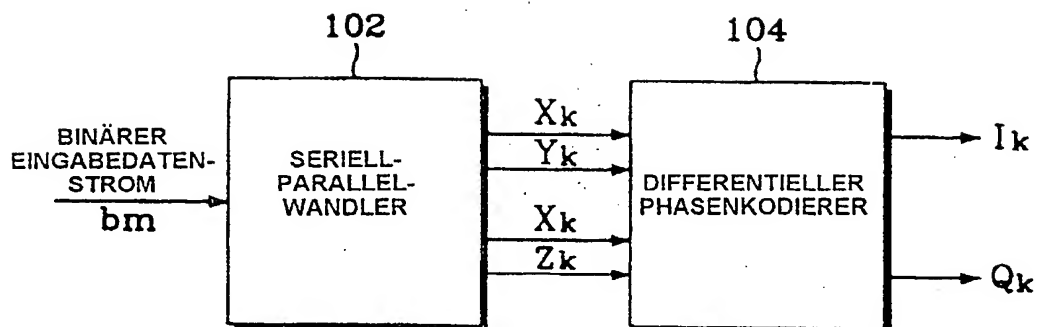 102
104
BINÄRER
EINGABEDATEN-
STROM
bm
SERIELL-
PARALLEL-
WANDLER
Xk
Yk
Xk
Zk
DIFFERENTIELLER
PHASENKODIERER
Ik
Qk